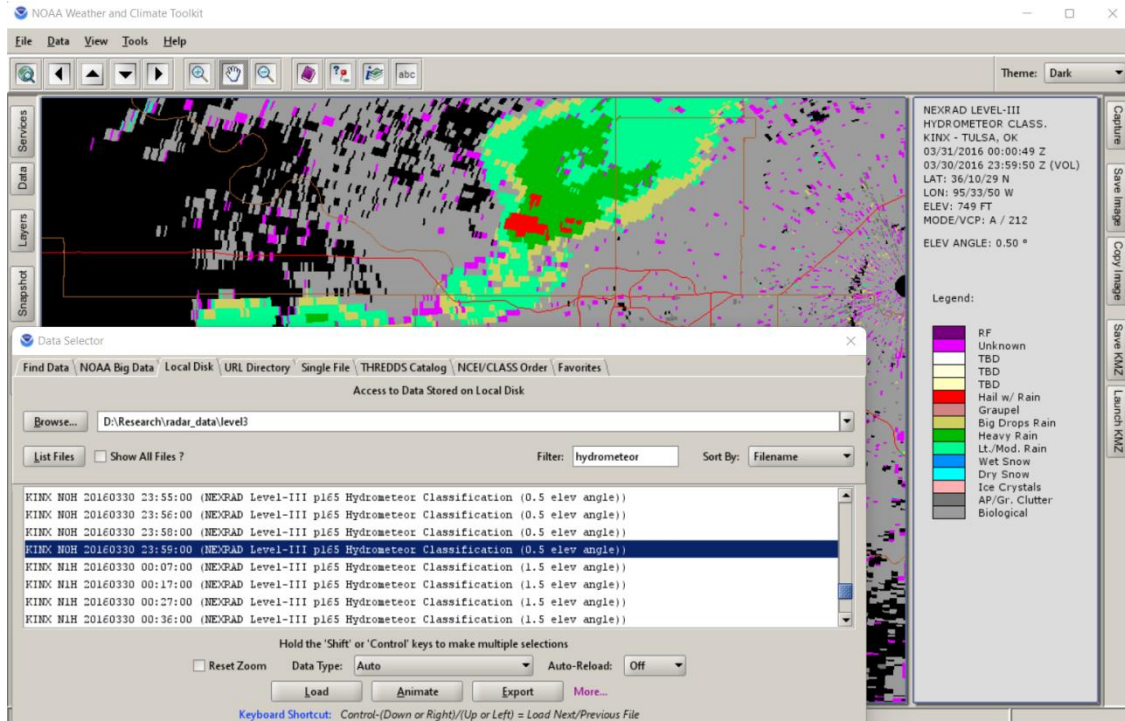 NOAA Weather and Climate Toolkit
File Data View Tools Help
abc
Theme: Dark
Services
Data
Layers
Snapshot
NEXRAD LEVEL-III
HYDROMETEOR CLASS.
KINX - TULSA, OK
03/31/2016 00:00:49 Z
03/30/2016 23:59:50 Z (VOL)
LAT: 36/10/29 N
LON: 95/33/50 W
ELEV: 749 FT
MODE/VCP: A / 212
ELEV ANGLE: 0.50 °
Legend:
RF
Unknown
TBD
TBD
TBD
Hail w/ Rain
Graupel
Big Drops Rain
Heavy Rain
Lt./Mod. Rain
Wet Snow
Dry Snow
Ice Crystals
AP/Gr. Clutter
Biological
Capture
Save Image
Copy Image
Save KMZ
Launch KMZ
Data Selector
Find Data NOAA Big Data Local Disk URL Directory Single File THREDDS Catalog NCEI/CLASS Order Favorites
Access to Data Stored on Local Disk
Browse... D:\Research\radar_data\level3
List Files Show All Files ? Filter: hydrometeor Sort By: Filename
KINX N0H 20160330 23:55:00 (NEXRAD Level-III p165 Hydrometeor Classification (0.5 elev angle))
KINX N0H 20160330 23:56:00 (NEXRAD Level-III p165 Hydrometeor Classification (0.5 elev angle))
KINX N0H 20160330 23:58:00 (NEXRAD Level-III p165 Hydrometeor Classification (0.5 elev angle))
KINX N0H 20160330 23:59:00 (NEXRAD Level-III p165 Hydrometeor Classification (0.5 elev angle))
KINX N1H 20160330 00:07:00 (NEXRAD Level-III p165 Hydrometeor Classification (1.5 elev angle))
KINX N1H 20160330 00:17:00 (NEXRAD Level-III p165 Hydrometeor Classification (1.5 elev angle))
KINX N1H 20160330 00:27:00 (NEXRAD Level-III p165 Hydrometeor Classification (1.5 elev angle))
KINX N1H 20160330 00:36:00 (NEXRAD Level-III p165 Hydrometeor Classification (1.5 elev angle))
Hold the 'Shift' or 'Control' keys to make multiple selections
Reset Zoom Data Type: Auto Auto-Reload: Off
Load Animate Export More...
Keyboard Shortcut: Control-(Down or Right)/(Up or Left) = Load Next/Previous File